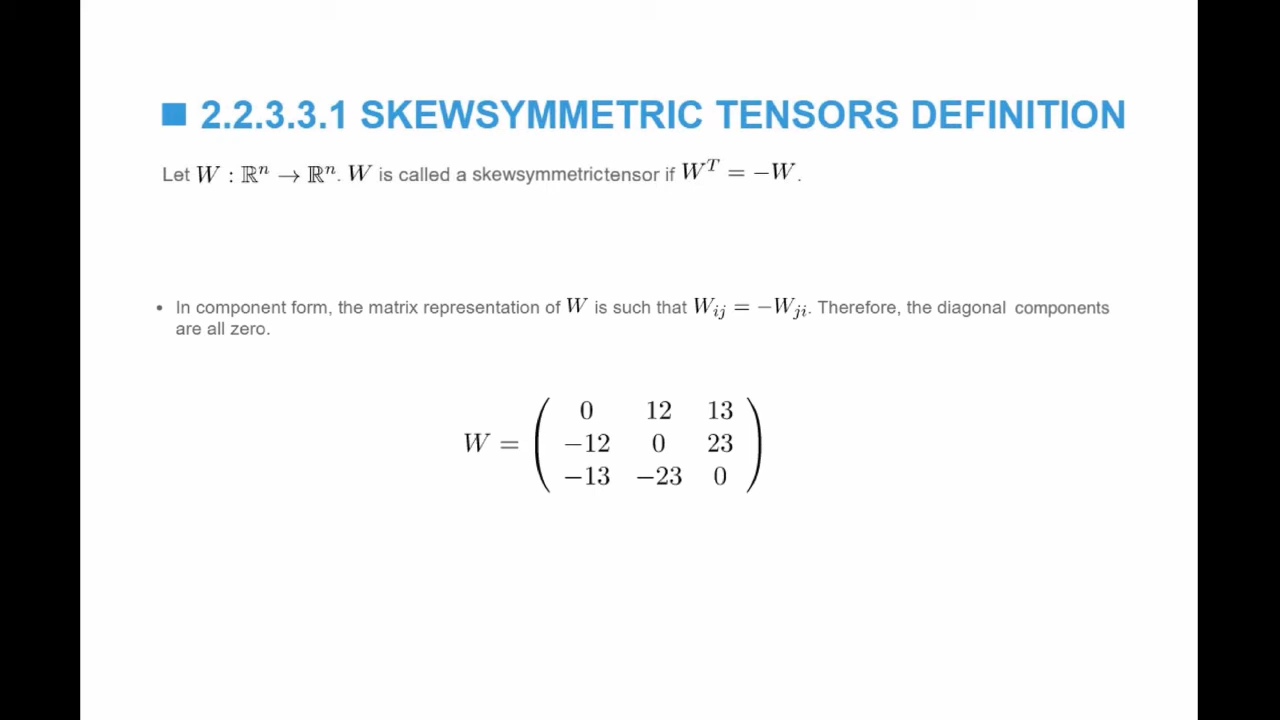 ■ 2.2.3.3.1 SKEWSYMMETRIC TENSORS DEFINITION
Let W : ℝⁿ → ℝⁿ. W is called a skewsymmetrictensor if Wᵀ = −W.
• In component form, the matrix representation of W is such that Wᵢⱼ = −Wⱼᵢ. Therefore, the diagonal components
are all zero.
0 12 13
W = −12 0 23
−13 −23 0